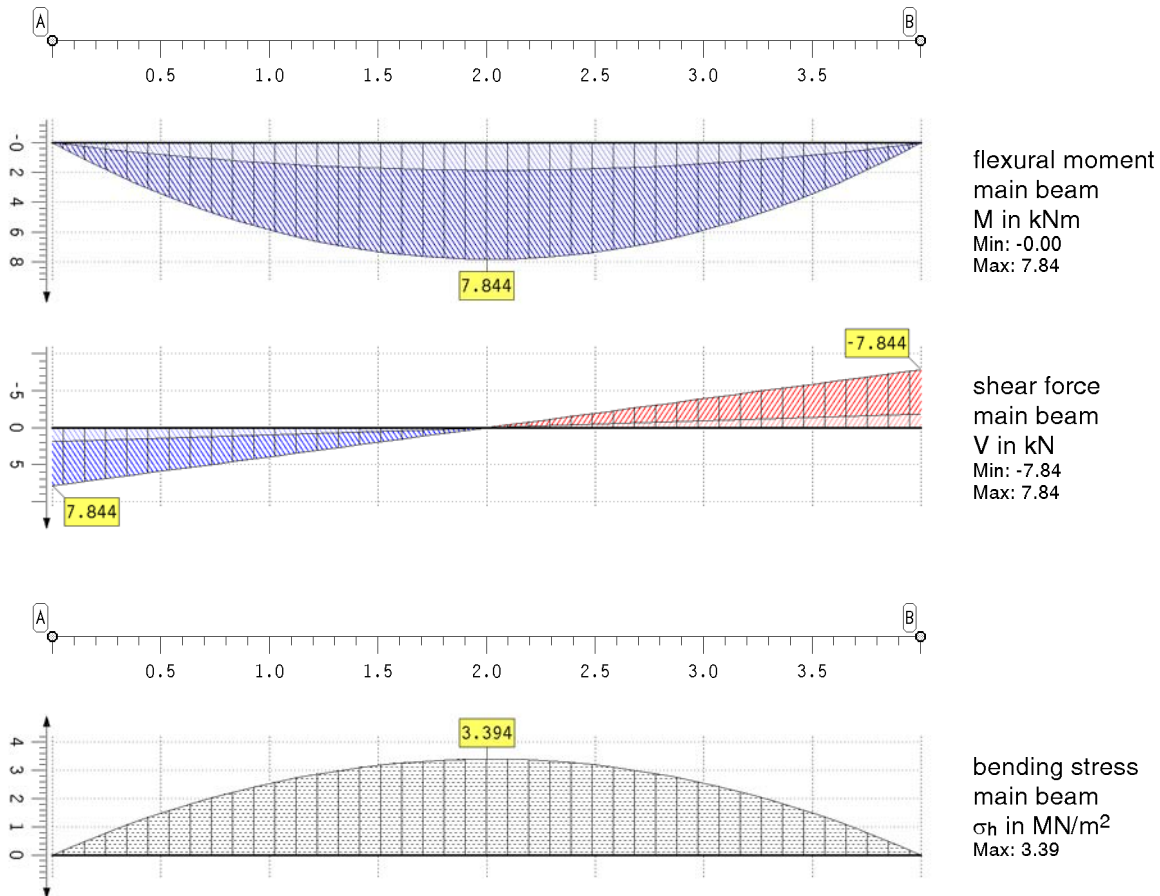 A B
0.5 1.0 1.5 2.0 2.5 3.0 3.5
-0
2
4
6
8
7.844
flexural moment
main beam
M in kNm
Min: -0.00
Max: 7.84
-5
0
5
-7.844
7.844
shear force
main beam
V in kN
Min: -7.84
Max: 7.84
A B
0.5 1.0 1.5 2.0 2.5 3.0 3.5
4
3
2
1
0
3.394
bending stress
main beam
σh in MN/m²
Max: 3.39